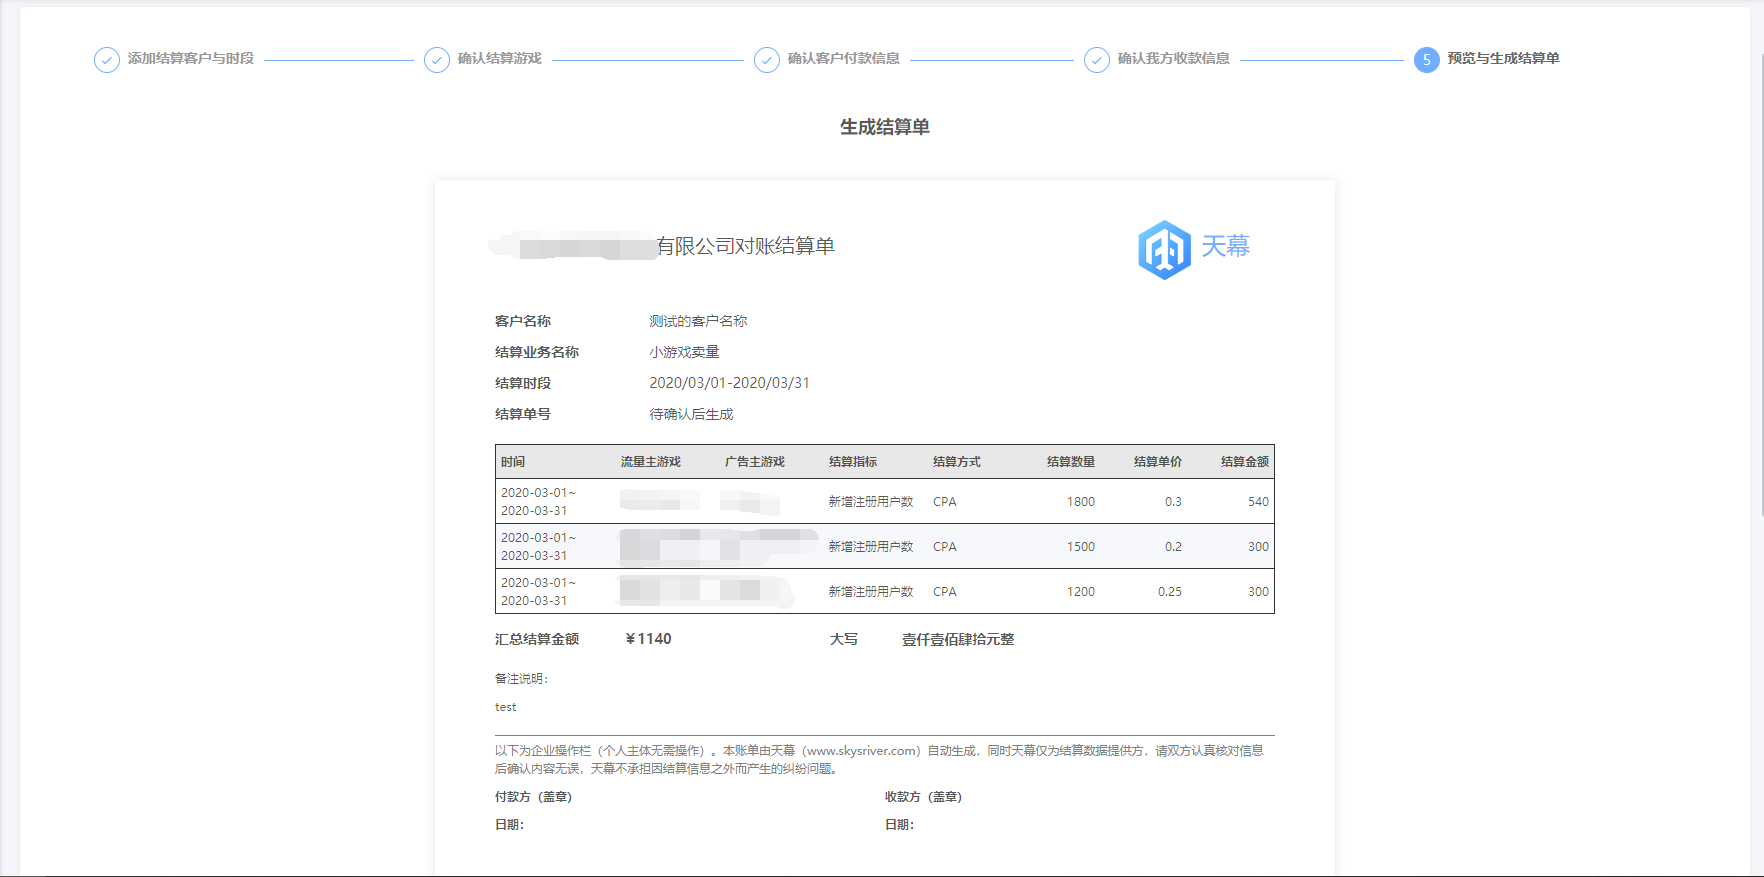 添加结算客户与时段 确认结算游戏 确认客户付款信息 确认我方收款信息 5 预览与生成结算单
生成结算单
有限公司对账结算单 天幕
客户名称 测试的客户名称
结算业务名称 小游戏卖量
结算时段 2020/03/01-2020/03/31
结算单号 待确认后生成
时间 流量主游戏 广告主游戏 结算指标 结算方式 结算数量 结算单价 结算金额
2020-03-01~
2020-03-31 新增注册用户数 CPA 1800 0.3 540
2020-03-01~
2020-03-31 新增注册用户数 CPA 1500 0.2 300
2020-03-01~
2020-03-31 新增注册用户数 CPA 1200 0.25 300
汇总结算金额 ¥1140 大写 壹仟壹佰肆拾元整
备注说明：
test
以下为企业操作栏（个人主体无需操作）。本账单由天幕（www.skysriver.com）自动生成，同时天幕仅为结算数据提供方，请双方认真核对信息
后确认内容无误，天幕不承担因结算信息之外而产生的纠纷问题。
付款方（盖章） 收款方（盖章）
日期： 日期：